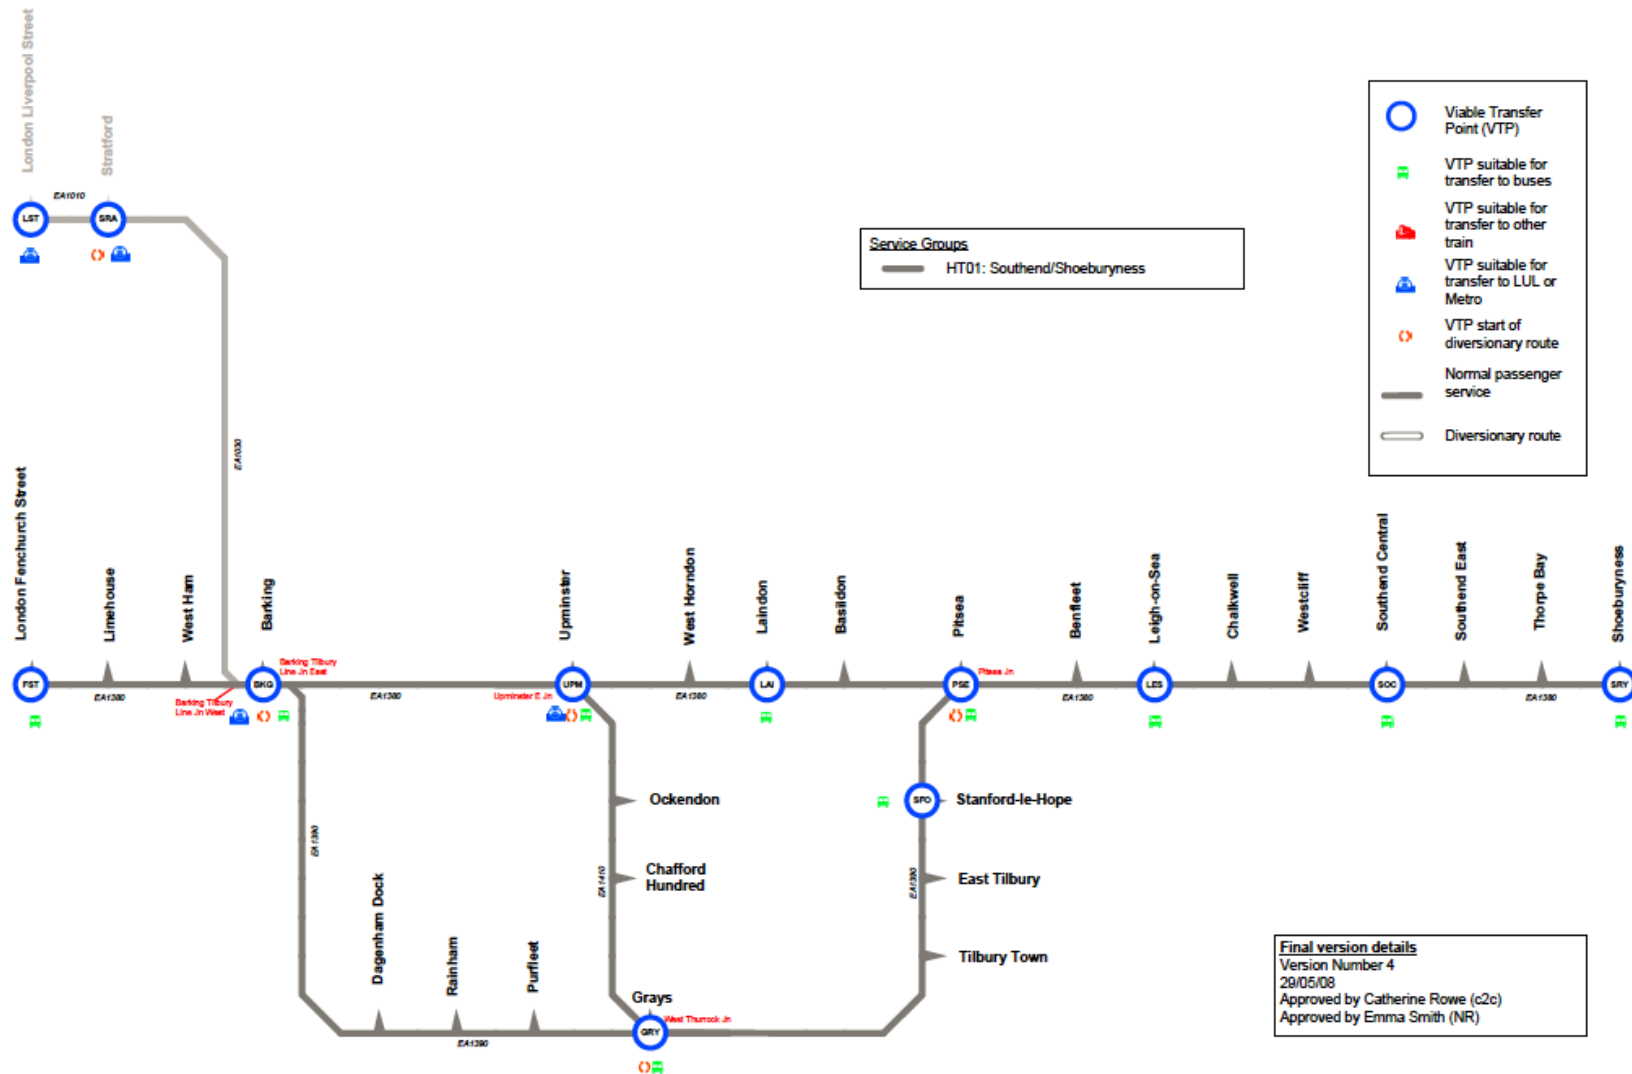 London Liverpool Street
Stratford
EA1010
LST
SRA
EA1030
Service Groups
HT01: Southend/Shoeburyness
Viable Transfer
Point (VTP)
VTP suitable for
transfer to buses
VTP suitable for
transfer to other
train
VTP suitable for
transfer to LUL or
Metro
VTP start of
diversionary route
Normal passenger
service
Diversionary route
London Fenchurch Street
Limehouse
West Ham
Barking
Upminster
West Horndon
Laindon
Basildon
Pitsea
Benfleet
Leigh-on-Sea
Chalkwell
Westcliff
Southend Central
Southend East
Thorpe Bay
Shoeburyness
Barking Tilbury
Line Jn East
Pitsea Jn
FST
BKG
UPM
LAI
PSE
LES
SOC
SRY
EA1380
Barking Tilbury
Line Jn West
EA1380
Upminster E Jn
EA1380
EA1380
EA1380
Ockendon
SFO
Stanford-le-Hope
EA1390
Chafford
Hundred
EA1410
EA1390
East Tilbury
Tilbury Town
Dagenham Dock
Rainham
Purfleet
Grays
West Thurrock Jn
GRY
EA1390
Final version details
Version Number 4
29/05/08
Approved by Catherine Rowe (c2c)
Approved by Emma Smith (NR)